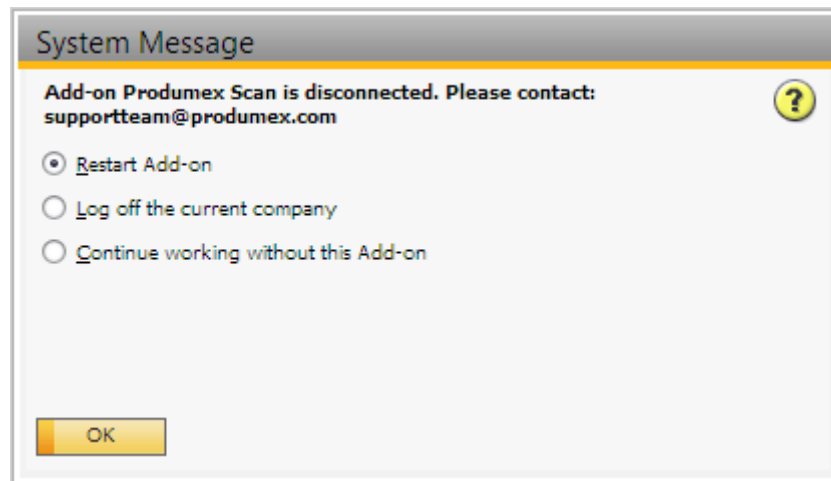 System Message
Add-on Produmex Scan is disconnected. Please contact:
supportteam@produmex.com
?
Restart Add-on
Log off the current company
Continue working without this Add-on
OK